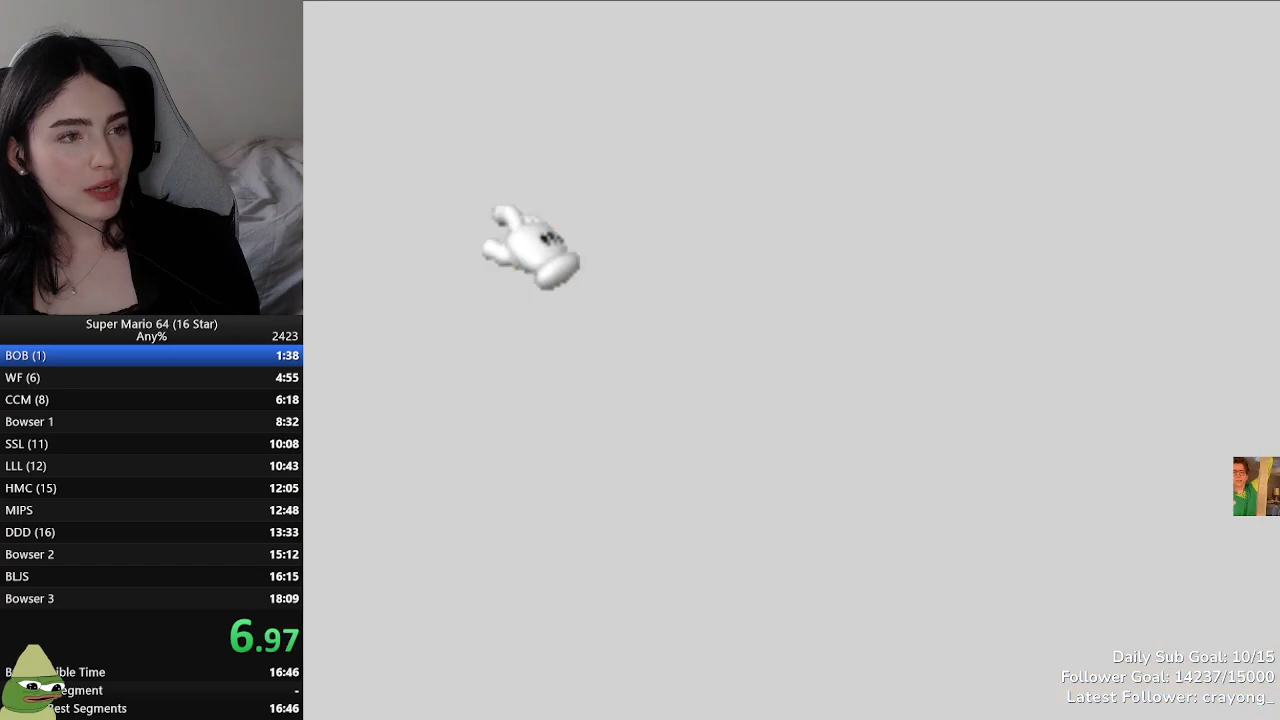 Super Mario 64 (16 Star)
Any% 2423
BOB (1) 1:38
WF (6) 4:55
CCM (8) 6:18
Bowser 1 8:32
SSL (11) 10:08
LLL (12) 10:43
HMC (15) 12:05
MIPS 12:48
DDD (16) 13:33
Bowser 2 15:12
BLJS 16:15
Bowser 3 18:09
6.97
B ible Time 16:46
egment -
Best Segments 16:46
Daily Sub Goal: 10/15
Follower Goal: 14237/15000
Latest Follower: crayong_